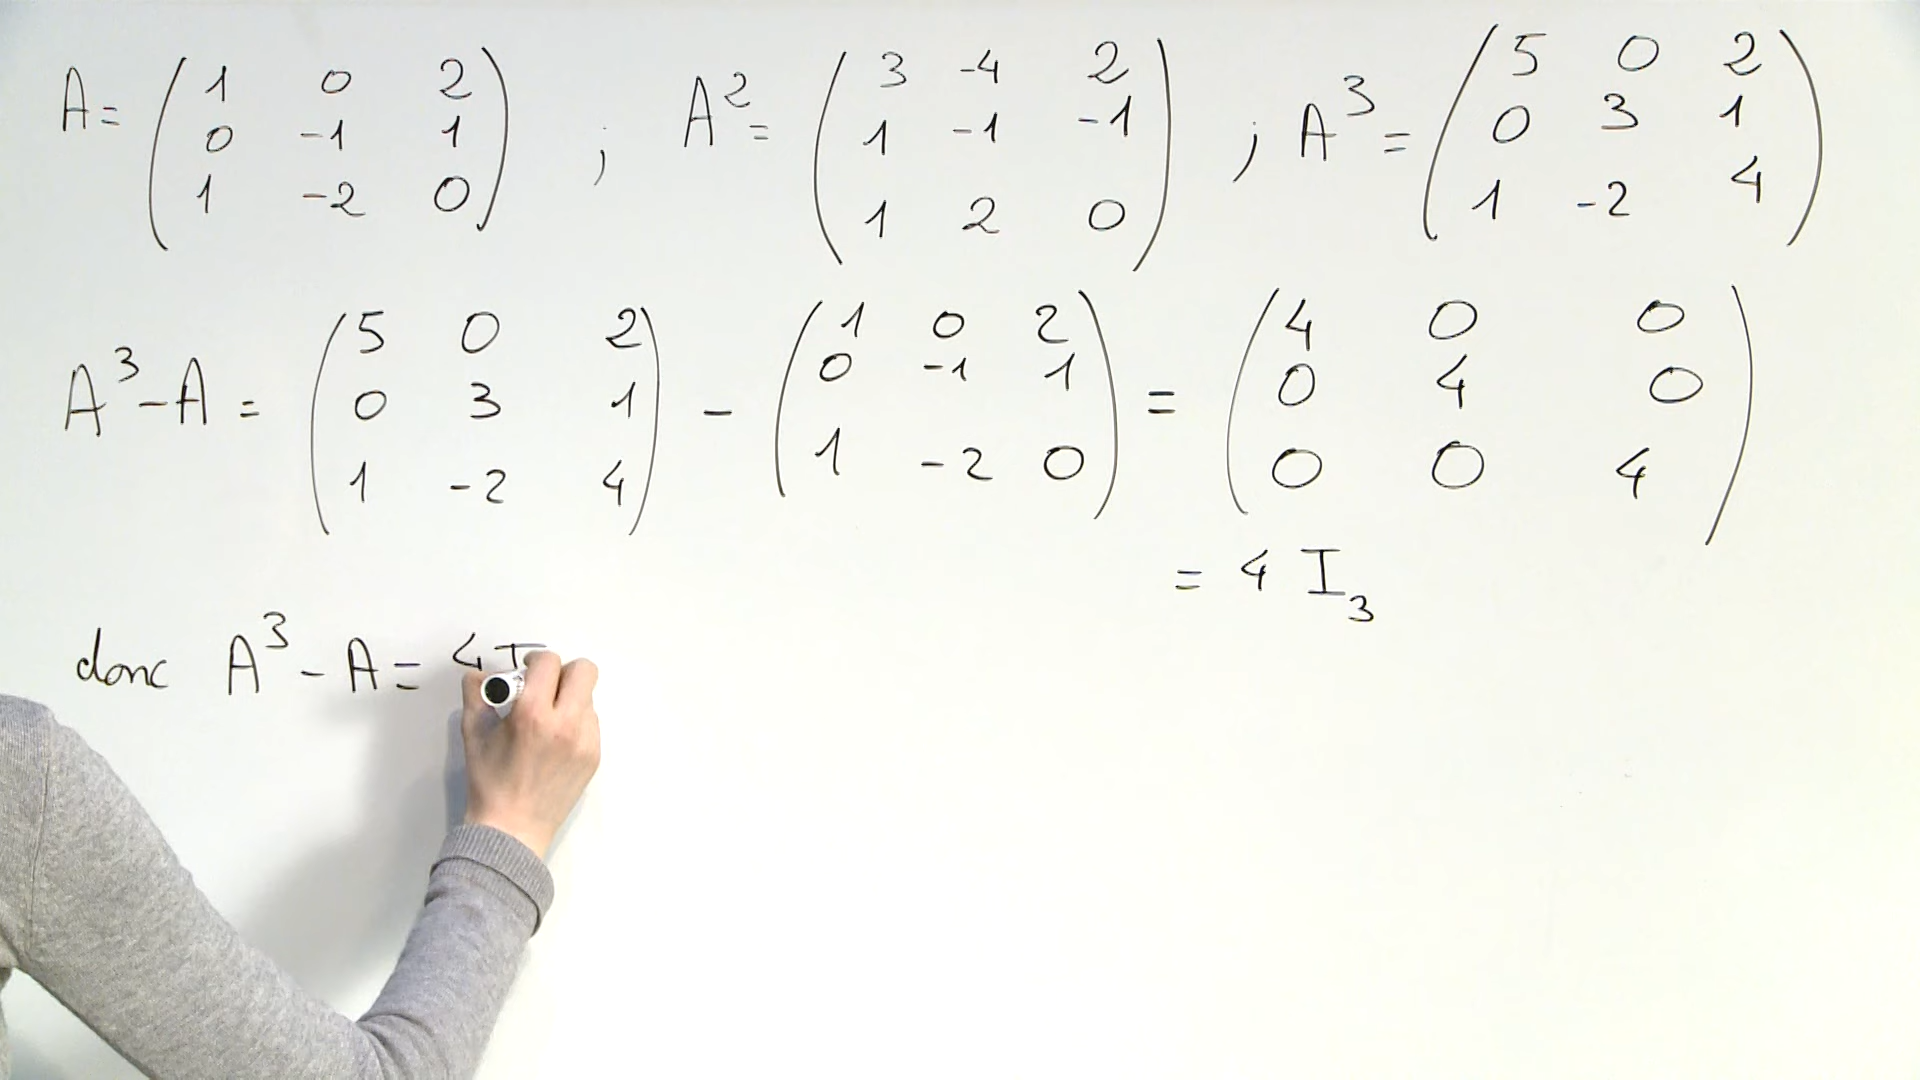 A = ( 1 0 2 ; A² = ( 3 -4 2 ; A³ = ( 5 0 2
0 -1 1 1 -1 -1 0 3 1
1 -2 0 ) 1 2 0 ) 1 -2 4 )
A³ - A = ( 5 0 2 - ( 1 0 2 = ( 4 0 0
0 3 1 0 -1 1 0 4 0
1 -2 4 ) 1 -2 0 ) 0 0 4 )
= 4 I₃
donc A³ - A = 4 I